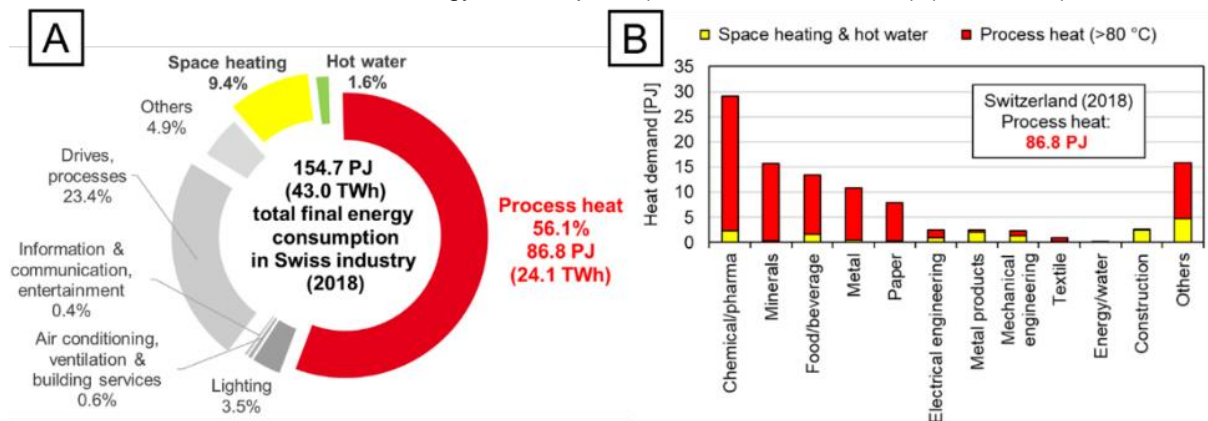 A
Space heating
9.4%
Hot water
1.6%
Others
4.9%
Drives,
processes
23.4%
Information &
communication,
entertainment
0.4%
Air conditioning,
ventilation &
building services
0.6%
Lighting
3.5%
154.7 PJ
(43.0 TWh)
total final energy
consumption
in Swiss industry
(2018)
Process heat
56.1%
86.8 PJ
(24.1 TWh)
B
Space heating & hot water
Process heat (>80 °C)
Heat demand [PJ]
35
30
25
20
15
10
5
0
Switzerland (2018)
Process heat:
86.8 PJ
Chemical/pharma
Minerals
Food/beverage
Metal
Paper
Electrical engineering
Metal products
Mechanical
engineering
Textile
Energy/water
Construction
Others